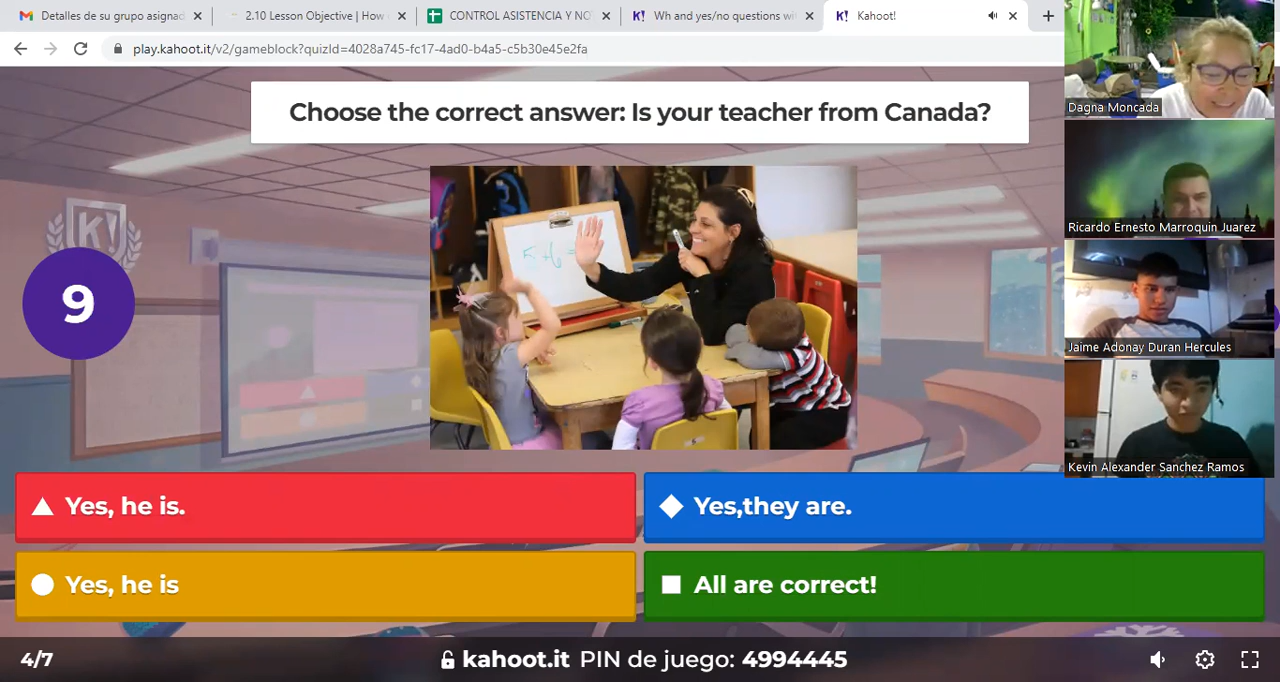 Detalles de su grupo asignad
2.10 Lesson Objective | How
CONTROL ASISTENCIA Y NO
K! Wh and yes/no questions wi
K! Kahoot!
play.kahoot.it/v2/gameblock?quizId=4028a745-fc17-4ad0-b4a5-c5b30e45e2fa
Dagna Moncada
Choose the correct answer: Is your teacher from Canada?
Ricardo Ernesto Marroquin Juarez
K!
9
Jaime Adonay Duran Hercules
Kevin Alexander Sanchez Ramos
Yes, he is.
Yes,they are.
Yes, he is
All are correct!
4/7
kahoot.it PIN de juego: 4994445